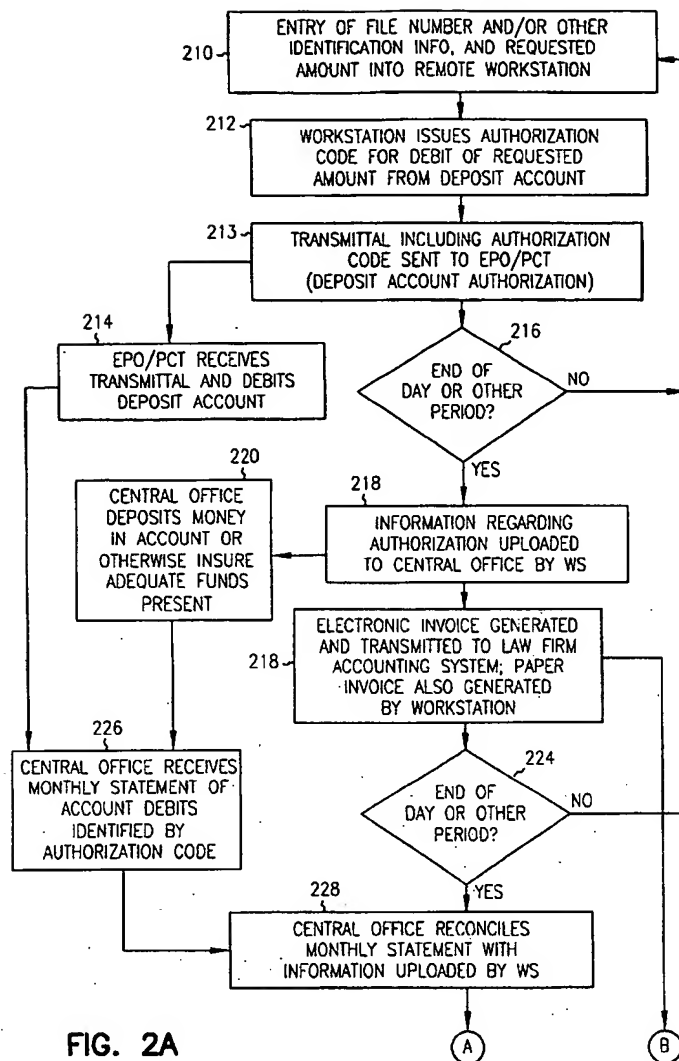 ENTRY OF FILE NUMBER AND/OR OTHER
IDENTIFICATION INFO, AND REQUESTED
AMOUNT INTO REMOTE WORKSTATION
210
212
WORKSTATION ISSUES AUTHORIZATION
CODE FOR DEBIT OF REQUESTED
AMOUNT FROM DEPOSIT ACCOUNT
213
TRANSMITTAL INCLUDING AUTHORIZATION
CODE SENT TO EPO/PCT
(DEPOSIT ACCOUNT AUTHORIZATION)
214
EPO/PCT RECEIVES
TRANSMITTAL AND DEBITS
DEPOSIT ACCOUNT
216
END OF
DAY OR OTHER
PERIOD?
NO
YES
220
CENTRAL OFFICE
DEPOSITS MONEY
IN ACCOUNT OR
OTHERWISE INSURE
ADEQUATE FUNDS
PRESENT
218
INFORMATION REGARDING
AUTHORIZATION UPLOADED
TO CENTRAL OFFICE BY WS
218
ELECTRONIC INVOICE GENERATED
AND TRANSMITTED TO LAW FIRM
ACCOUNTING SYSTEM; PAPER
INVOICE ALSO GENERATED
BY WORKSTATION
226
CENTRAL OFFICE RECEIVES
MONTHLY STATEMENT OF
ACCOUNT DEBITS
IDENTIFIED BY
AUTHORIZATION CODE
224
END OF
DAY OR OTHER
PERIOD?
NO
YES
228
CENTRAL OFFICE RECONCILES
MONTHLY STATEMENT WITH
INFORMATION UPLOADED BY WS
FIG. 2A
A
B